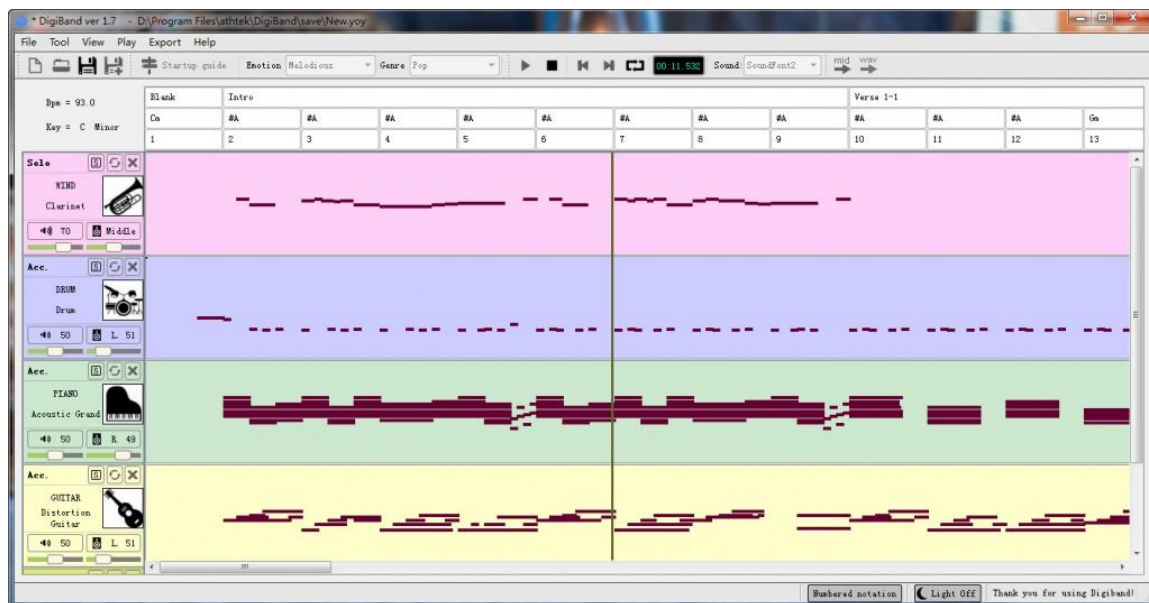 * DigiBand ver 1.7 - D:\Program Files\athtek\DigiBand\save\New.yoy
File Tool View Play Export Help
Startup guide Emotion Melodious Genre Pop 00:11.532 Sound: SoundFont2 mid wav
Bpm = 93.0
Key = C Minor
Blank Intro Verse 1-1
Cm #A #A #A #A #A #A #A #A #A #A #A Gm
1 2 3 4 5 6 7 8 9 10 11 12 13
Solo S
WIND
Clarinet
70 Middle
Acc. S
DRUM
Drum
50 L. 51
Acc. S
PIANO
Acoustic Grand
50 R. 49
Acc. S
GUITAR
Distortion
Guitar
50 L. 51
Numbered notation Light Off Thank you for using Digiband!